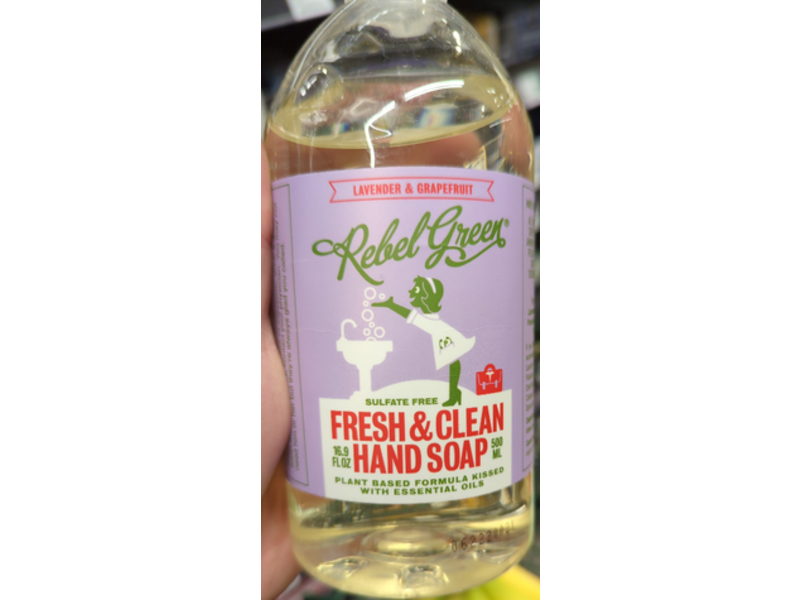 LAVENDER & GRAPEFRUIT
Rebel Green®
SULFATE FREE
FRESH & CLEAN
HAND SOAP
16.9
FL OZ
500
ML
PLANT BASED FORMULA KISSED
WITH ESSENTIAL OILS